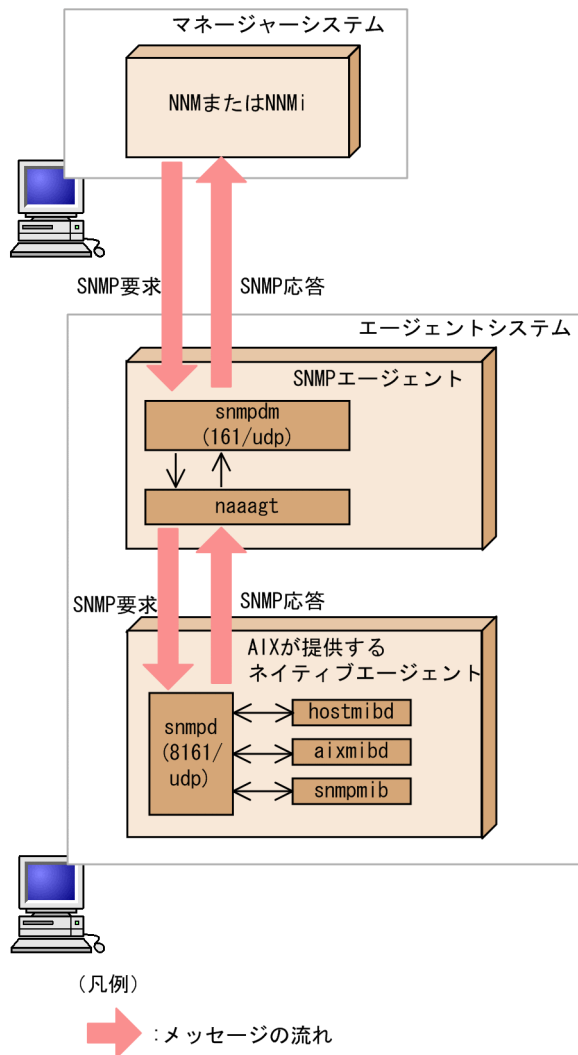 マネージャーシステム
NNMまたはNNMi
SNMP要求
SNMP応答
エージェントシステム
SNMPエージェント
snmpdm
(161/udp)
naaagt
SNMP要求
SNMP応答
AIXが提供する
ネイティブエージェント
snmpd
(8161/
udp)
hostmibd
aixmibd
snmpmib
(凡例)
:メッセージの流れ